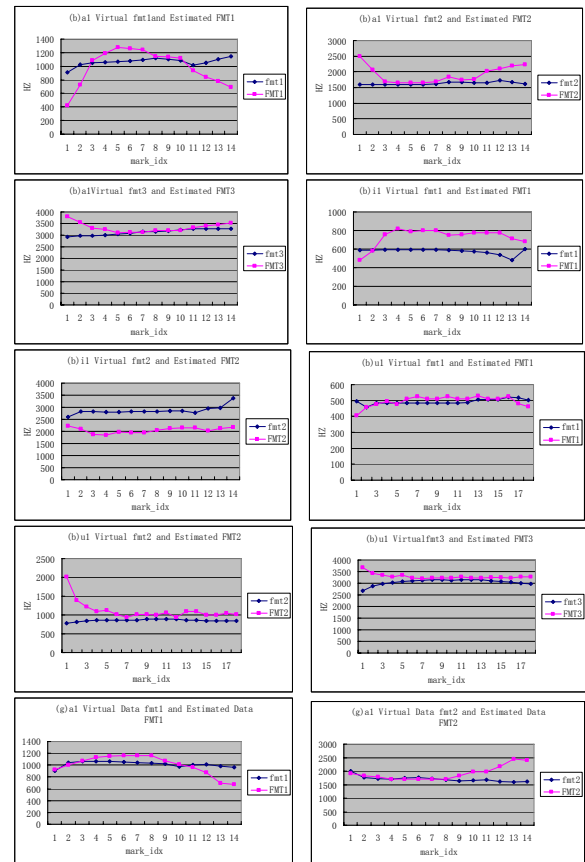 (b)a1 Virtual fmt1and Estimated FMT1
1400
1200
1000
800
600
400
200
0
HZ
1 2 3 4 5 6 7 8 9 10 11 12 13 14
mark_idx
fmt1
FMT1
(b)a1 Virtual fmt2 and Estimated FMT2
3000
2500
2000
1500
1000
500
0
HZ
1 2 3 4 5 6 7 8 9 10 11 12 13 14
mark_idx
fmt2
FMT2
(b)a1Virtual fmt3 and Estimated FMT3
4000
3500
3000
2500
2000
1500
1000
500
0
HZ
1 2 3 4 5 6 7 8 9 10 11 12 13 14
mark_idx
fmt3
FMT3
(b)i1 Virtual fmt1 and Estimated FMT1
1000
800
600
400
200
0
HZ
1 2 3 4 5 6 7 8 9 10 11 12 13 14
mark_idx
fmt1
FMT1
(b)i1 Virtual fmt2 and Estimated FMT2
4000
3500
3000
2500
2000
1500
1000
500
0
HZ
1 2 3 4 5 6 7 8 9 10 11 12 13 14
mark_idx
fmt2
FMT2
(b)u1 Virtual fmt1 and Estimated FMT1
600
500
400
300
200
100
0
HZ
1 3 5 7 9 11 13 15 17
mark_idx
fmt1
FMT1
(b)u1 Virtual fmt2 and Estimated FMT2
2500
2000
1500
1000
500
0
HZ
1 3 5 7 9 11 13 15 17
mark_idx
fmt2
FMT2
(b)u1 Virtualfmt3 and Estimated FMT3
4000
3500
3000
2500
2000
1500
1000
500
0
HZ
1 3 5 7 9 11 13 15 17
mark_idx
fmt3
FMT3
(g)a1 Virtual Data fmt1 and Estimated Data
FMT1
1400
1200
1000
800
600
400
200
0
HZ
1 2 3 4 5 6 7 8 9 10 11 12 13 14
mark_idx
fmt1
FMT1
(g)a1 Virtual Data fmt2 and Estimated Data
FMT2
3000
2500
2000
1500
1000
500
0
HZ
1 2 3 4 5 6 7 8 9 10 11 12 13 14
mark_idx
fmt2
FMT2